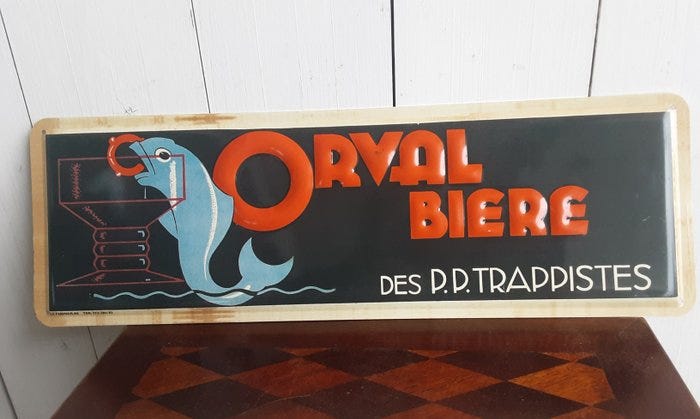 ORVAL
BIERE
DES P.P. TRAPPISTES